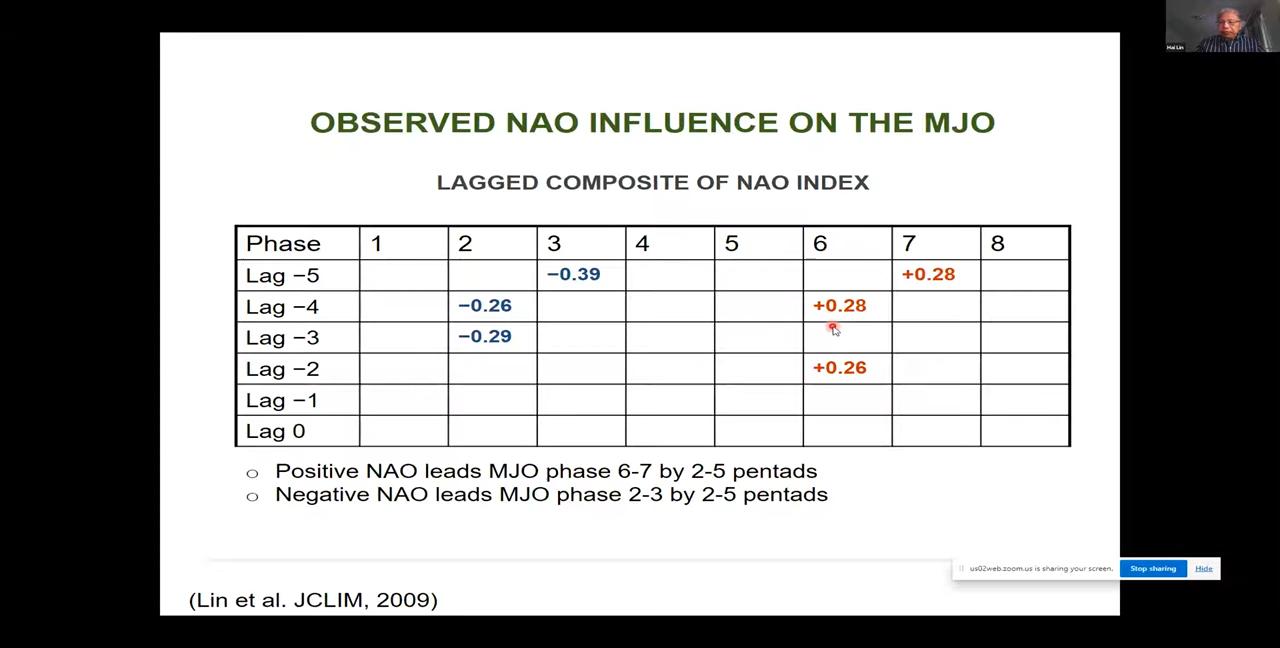 Hai Lin
OBSERVED NAO INFLUENCE ON THE MJO
LAGGED COMPOSITE OF NAO INDEX
Phase 1 2 3 4 5 6 7 8
Lag −5 −0.39 +0.28
Lag −4 −0.26 +0.28
Lag −3 −0.29
Lag −2 +0.26
Lag −1
Lag 0
○ Positive NAO leads MJO phase 6-7 by 2-5 pentads
○ Negative NAO leads MJO phase 2-3 by 2-5 pentads
us02web.zoom.us is sharing your screen. Stop sharing Hide
(Lin et al. JCLIM, 2009)